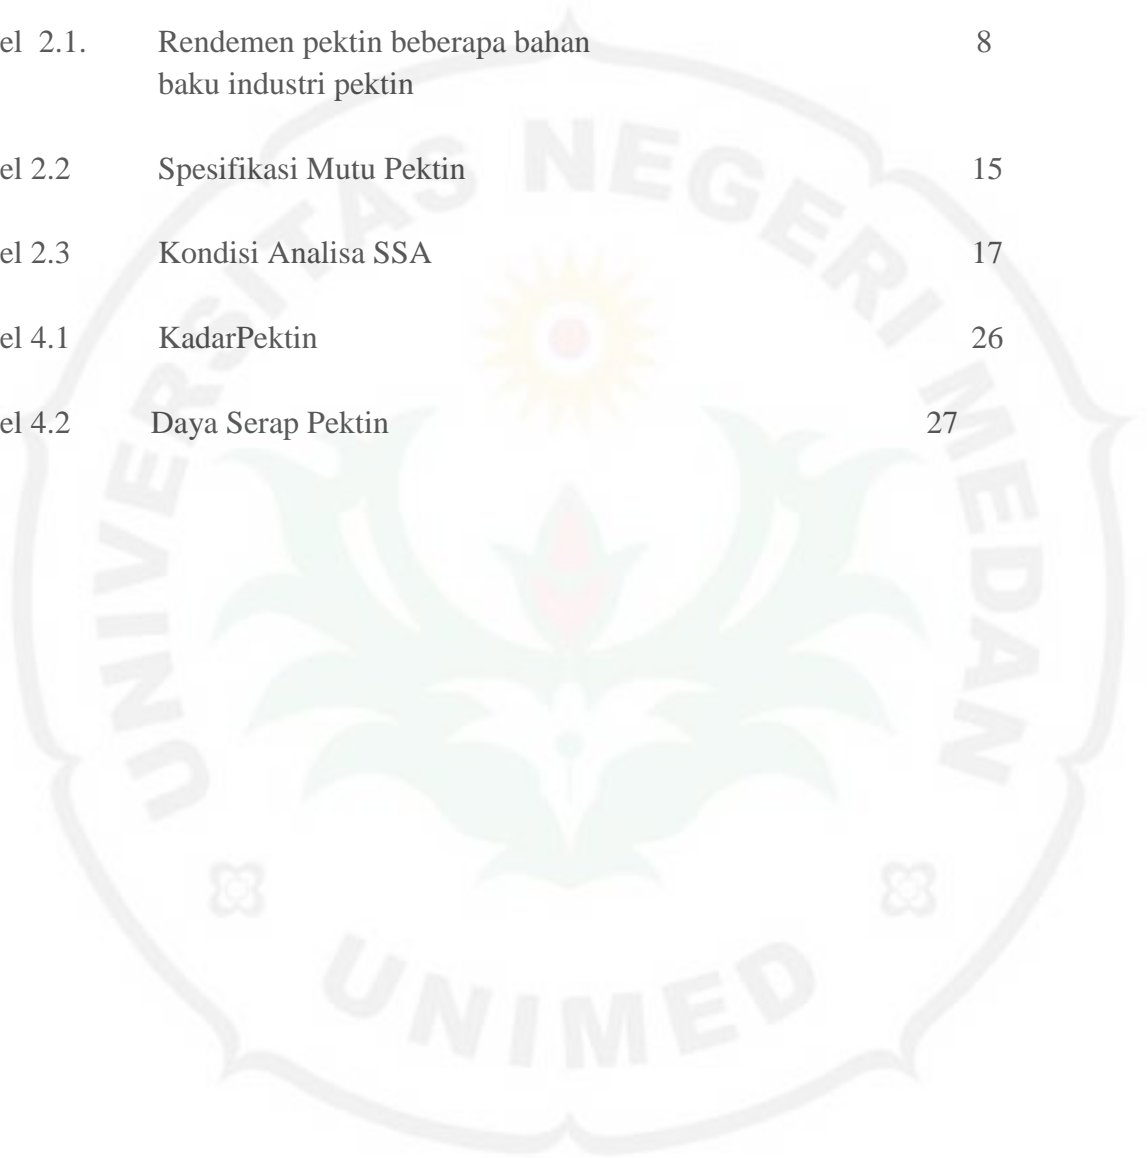 el 2.1. Rendemen pektin beberapa bahan 8
baku industri pektin
el 2.2 Spesifikasi Mutu Pektin 15
el 2.3 Kondisi Analisa SSA 17
el 4.1 KadarPektin 26
el 4.2 Daya Serap Pektin 27
UNIVERSITAS NEGERI MEDAN
UNIMED